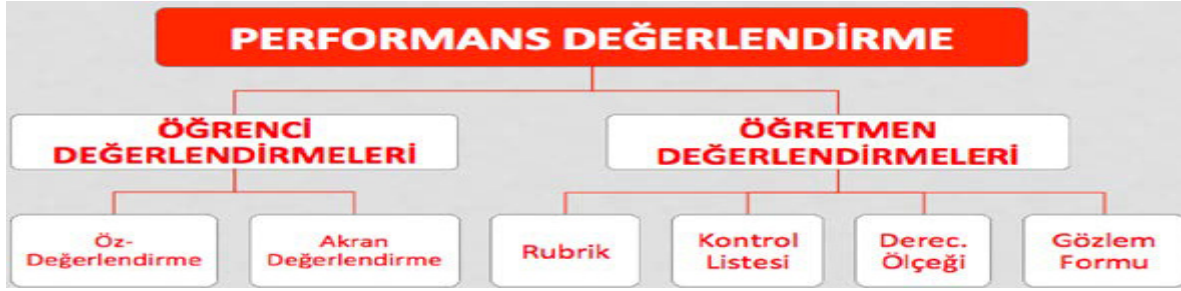 PERFORMANS DEĞERLENDİRME
ÖĞRENCİ
DEĞERLENDİRMELERİ
ÖĞRETMEN
DEĞERLENDİRMELERİ
Öz-
Değerlendirme
Akran
Değerlendirme
Rubrik
Kontrol
Listesi
Derec.
Ölçeği
Gözlem
Formu